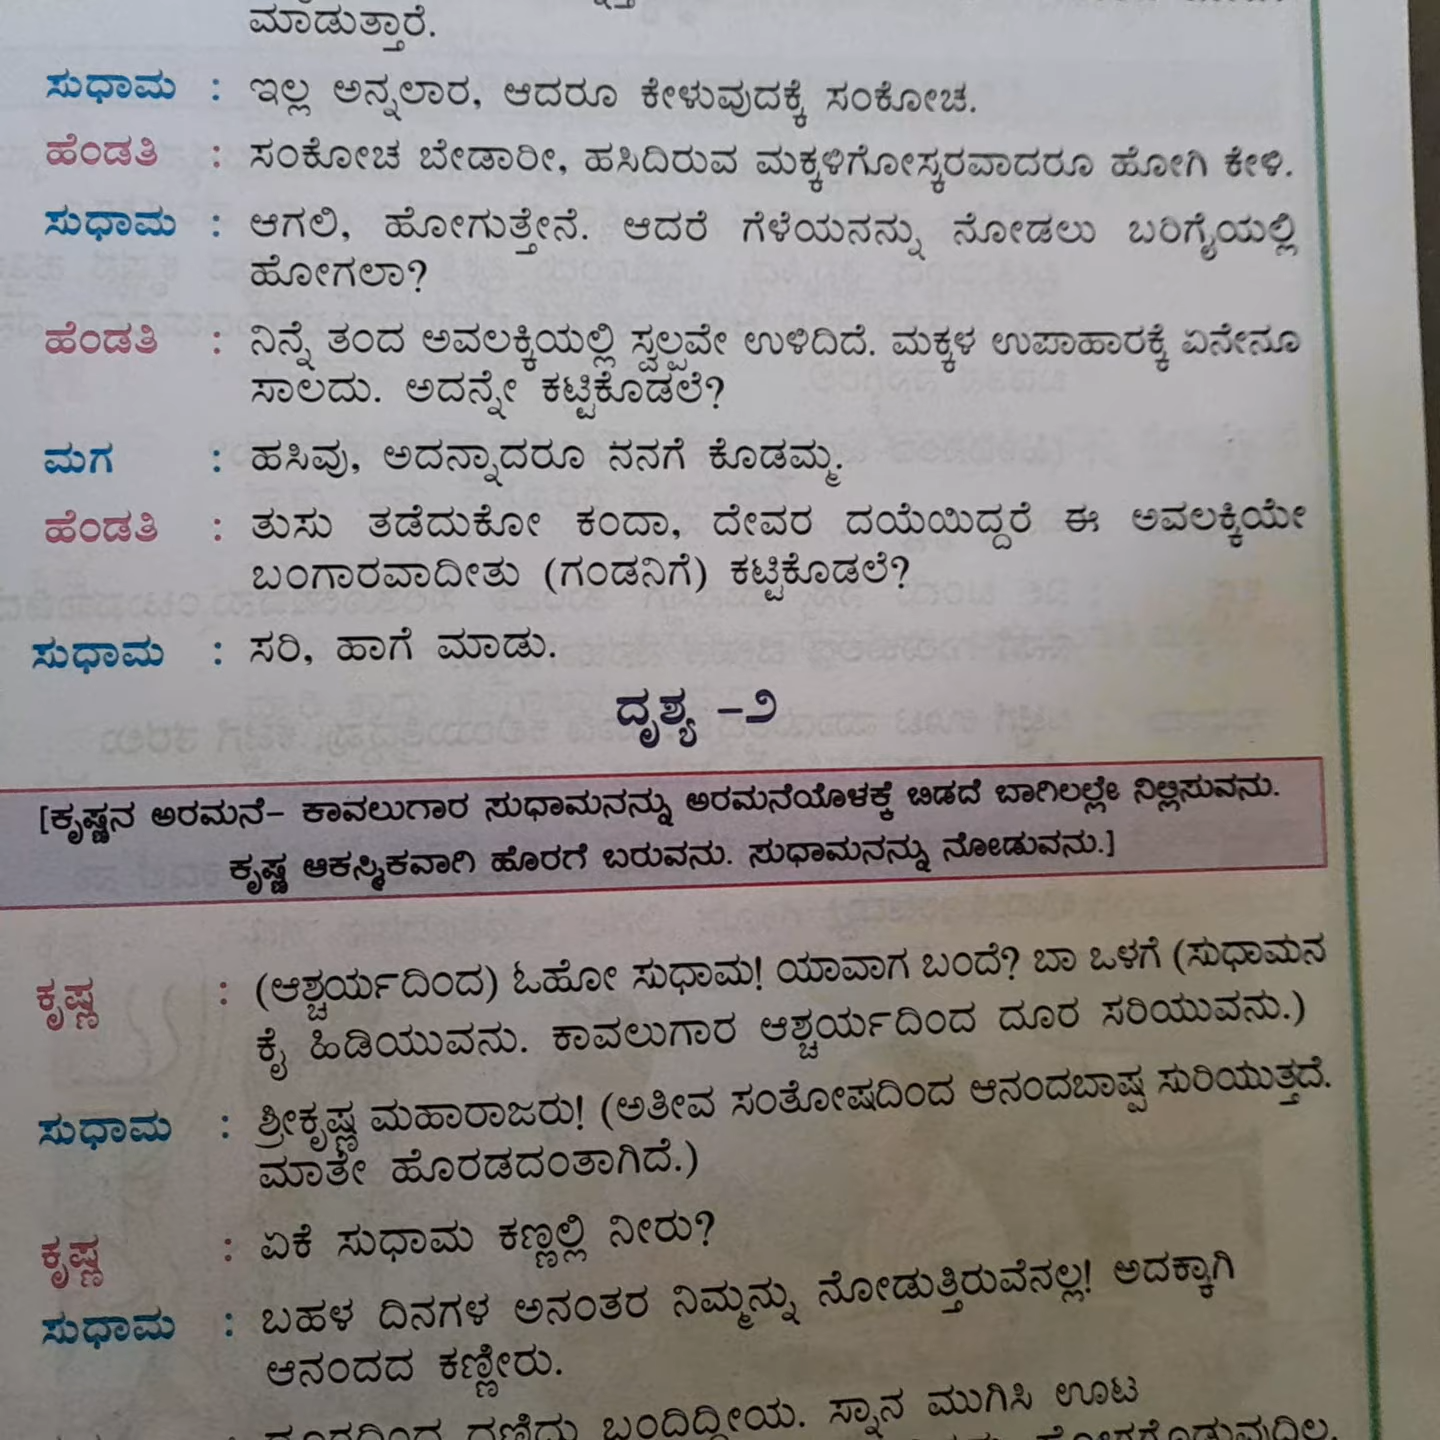 ಮಾಡುತ್ತಾರೆ.
ಸುಧಾಮ : ಇಲ್ಲ ಅನ್ನಲಾರ, ಆದರೂ ಕೇಳುವುದಕ್ಕೆ ಸಂಕೋಚ.
ಹೆಂಡತಿ : ಸಂಕೋಚ ಬೇಡಾರೀ, ಹಸಿದಿರುವ ಮಕ್ಕಳಿಗೋಸ್ಕರವಾದರೂ ಹೋಗಿ ಕೇಳಿ.
ಸುಧಾಮ : ಆಗಲಿ, ಹೋಗುತ್ತೇನೆ. ಆದರೆ ಗೆಳೆಯನನ್ನು ನೋಡಲು ಬರಿಗೈಯಲ್ಲಿ
ಹೋಗಲಾ?
ಹೆಂಡತಿ : ನಿನ್ನೆ ತಂದ ಅವಲಕ್ಕಿಯಲ್ಲಿ ಸ್ವಲ್ಪವೇ ಉಳಿದಿದೆ. ಮಕ್ಕಳ ಉಪಾಹಾರಕ್ಕೆ ಏನೇನೂ
ಸಾಲದು. ಅದನ್ನೇ ಕಟ್ಟಿಕೊಡಲೆ?
ಮಗ : ಹಸಿವು, ಅದನ್ನಾದರೂ ನನಗೆ ಕೊಡಮ್ಮ.
ಹೆಂಡತಿ : ತುಸು ತಡೆದುಕೋ ಕಂದಾ, ದೇವರ ದಯೆಯಿದ್ದರೆ ಈ ಅವಲಕ್ಕಿಯೇ
ಬಂಗಾರವಾದೀತು (ಗಂಡನಿಗೆ) ಕಟ್ಟಿಕೊಡಲೆ?
ಸುಧಾಮ : ಸರಿ, ಹಾಗೆ ಮಾಡು.
ದೃಶ್ಯ -೨
[ಕೃಷ್ಣನ ಅರಮನೆ- ಕಾವಲುಗಾರ ಸುಧಾಮನನ್ನು ಅರಮನೆಯೊಳಕ್ಕೆ ಬಿಡದೆ ಬಾಗಿಲಲ್ಲೇ ನಿಲ್ಲಿಸುವನು.
ಕೃಷ್ಣ ಆಕಸ್ಮಿಕವಾಗಿ ಹೊರಗೆ ಬರುವನು. ಸುಧಾಮನನ್ನು ನೋಡುವನು.]
ಕೃಷ್ಣ : (ಆಶ್ಚರ್ಯದಿಂದ) ಓಹೋ ಸುಧಾಮ! ಯಾವಾಗ ಬಂದೆ? ಬಾ ಒಳಗೆ (ಸುಧಾಮನ
ಕೈ ಹಿಡಿಯುವನು. ಕಾವಲುಗಾರ ಆಶ್ಚರ್ಯದಿಂದ ದೂರ ಸರಿಯುವನು.)
ಸುಧಾಮ : ಶ್ರೀಕೃಷ್ಣ ಮಹಾರಾಜರು! (ಅತೀವ ಸಂತೋಷದಿಂದ ಆನಂದಬಾಷ್ಪ ಸುರಿಯುತ್ತದೆ.
ಮಾತೇ ಹೊರಡದಂತಾಗಿದೆ.)
ಕೃಷ್ಣ : ಏಕೆ ಸುಧಾಮ ಕಣ್ಣಲ್ಲಿ ನೀರು?
ಸುಧಾಮ : ಬಹಳ ದಿನಗಳ ಅನಂತರ ನಿಮ್ಮನ್ನು ನೋಡುತ್ತಿರುವೆನಲ್ಲ! ಅದಕ್ಕಾಗಿ
ಆನಂದದ ಕಣ್ಣೀರು.
ದೂರದಿಂದ ದಣಿದು ಬಂದಿದ್ದೀಯ. ಸ್ನಾನ ಮುಗಿಸಿ ಊಟ